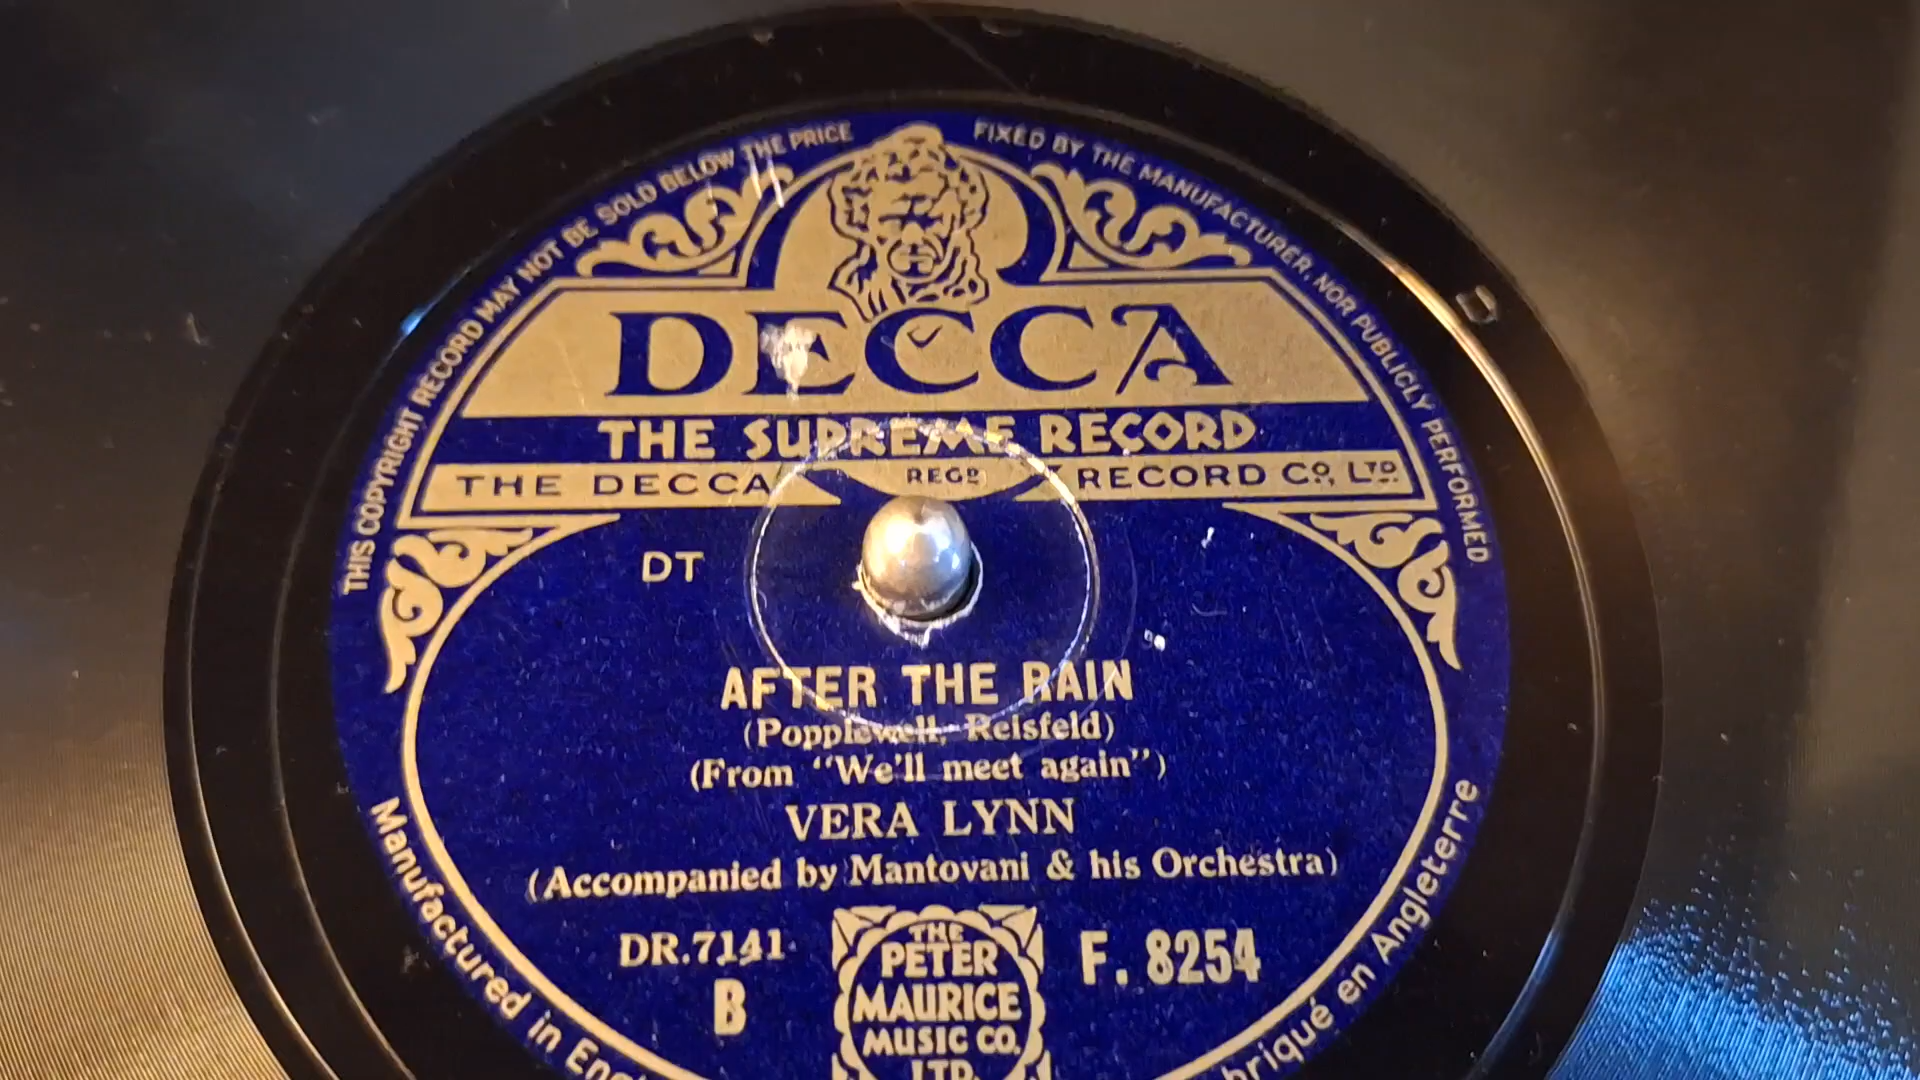 THIS COPYRIGHT RECORD MAY NOT BE SOLD BELOW THE PRICE FIXED BY THE MANUFACTURER, NOR PUBLICLY PERFORMED
DECCA
THE SUPREME RECORD
THE DECCA REGD RECORD CO., LTD.
DT
AFTER THE RAIN
(Popplewell, Reisfeld)
(From "We'll meet again")
VERA LYNN
(Accompanied by Mantovani & his Orchestra)
DR.7141
B
F. 8254
THE
PETER
MAURICE
MUSIC CO.
LTD.
Manufactured in
en Angleterre
D